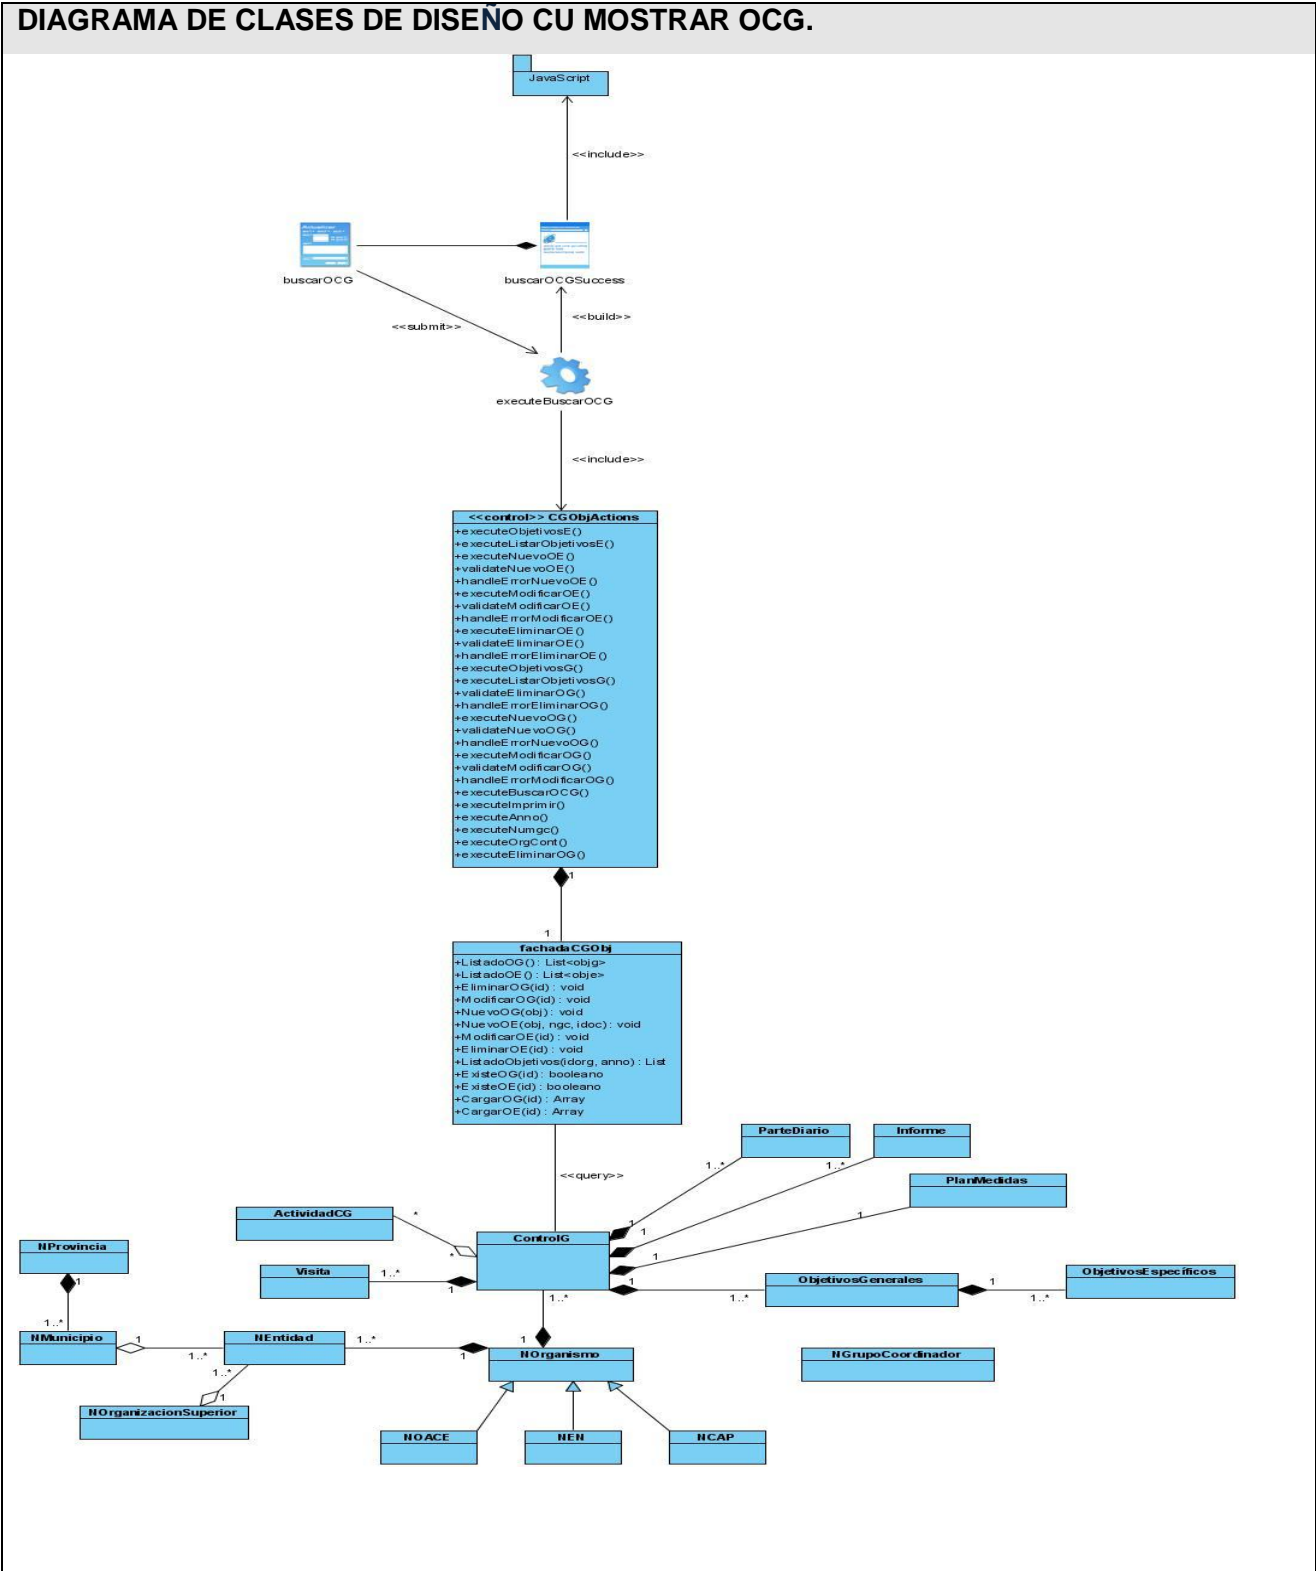 DIAGRAMA DE CLASES DE DISEÑO CU MOSTRAR OCG.
JavaScript
<<include>>
buscarOCG
buscarOCGSuccess
<<submit>>
<<build>>
executeBuscarOCG
<<include>>
<<control>> CGObjActions
+executeObjetivosE()
+executeListarObjetivosE()
+executeNuevoOE()
+validateNuevoOE()
+handleErrorNuevoOE()
+executeModificarOE()
+validateModificarOE()
+handleErrorModificarOE()
+executeEliminarOE()
+validateEliminarOE()
+handleErrorEliminarOE()
+executeObjetivosG()
+executeListarObjetivosG()
+validateEliminarOG()
+handleErrorEliminarOG()
+executeNuevoOG()
+validateNuevoOG()
+handleErrorNuevoOG()
+executeModificarOG()
+validateModificarOG()
+handleErrorModificarOG()
+executeBuscarOCG()
+executeImprimir()
+executeAnno()
+executeNumgc()
+executeOrgCont()
+executeEliminarOG()
1
1
fachadaCGObj
+ListadoOG() : List<objg>
+ListadoOE() : List<obje>
+EliminarOG(id) : void
+ModificarOG(id) : void
+NuevoOG(obj) : void
+NuevoOE(obj, ngc, idoc) : void
+ModificarOE(id) : void
+EliminarOE(id) : void
+ListadoObjetivos(idorg, anno) : List
+ExisteOG(id) : booleano
+ExisteOE(id) : booleano
+CargarOG(id) : Array
+CargarOE(id) : Array
ParteDiario
Informe
1..*
1..*
<<query>>
PlanMedidas
ActividadCG
*
1
1
1
ControlG
*
1
NProvincia
Visita
1..*
1
1
1
ObjetivosGenerales
1
ObjetivosEspecíficos
1..*
1..*
1..*
1..*
NMunicipio
1
1..*
NEntidad
1..*
1
1
NOrganismo
NGrupoCoordinador
1..*
1
NOrganizacionSuperior
NOACE
NEN
NCAP